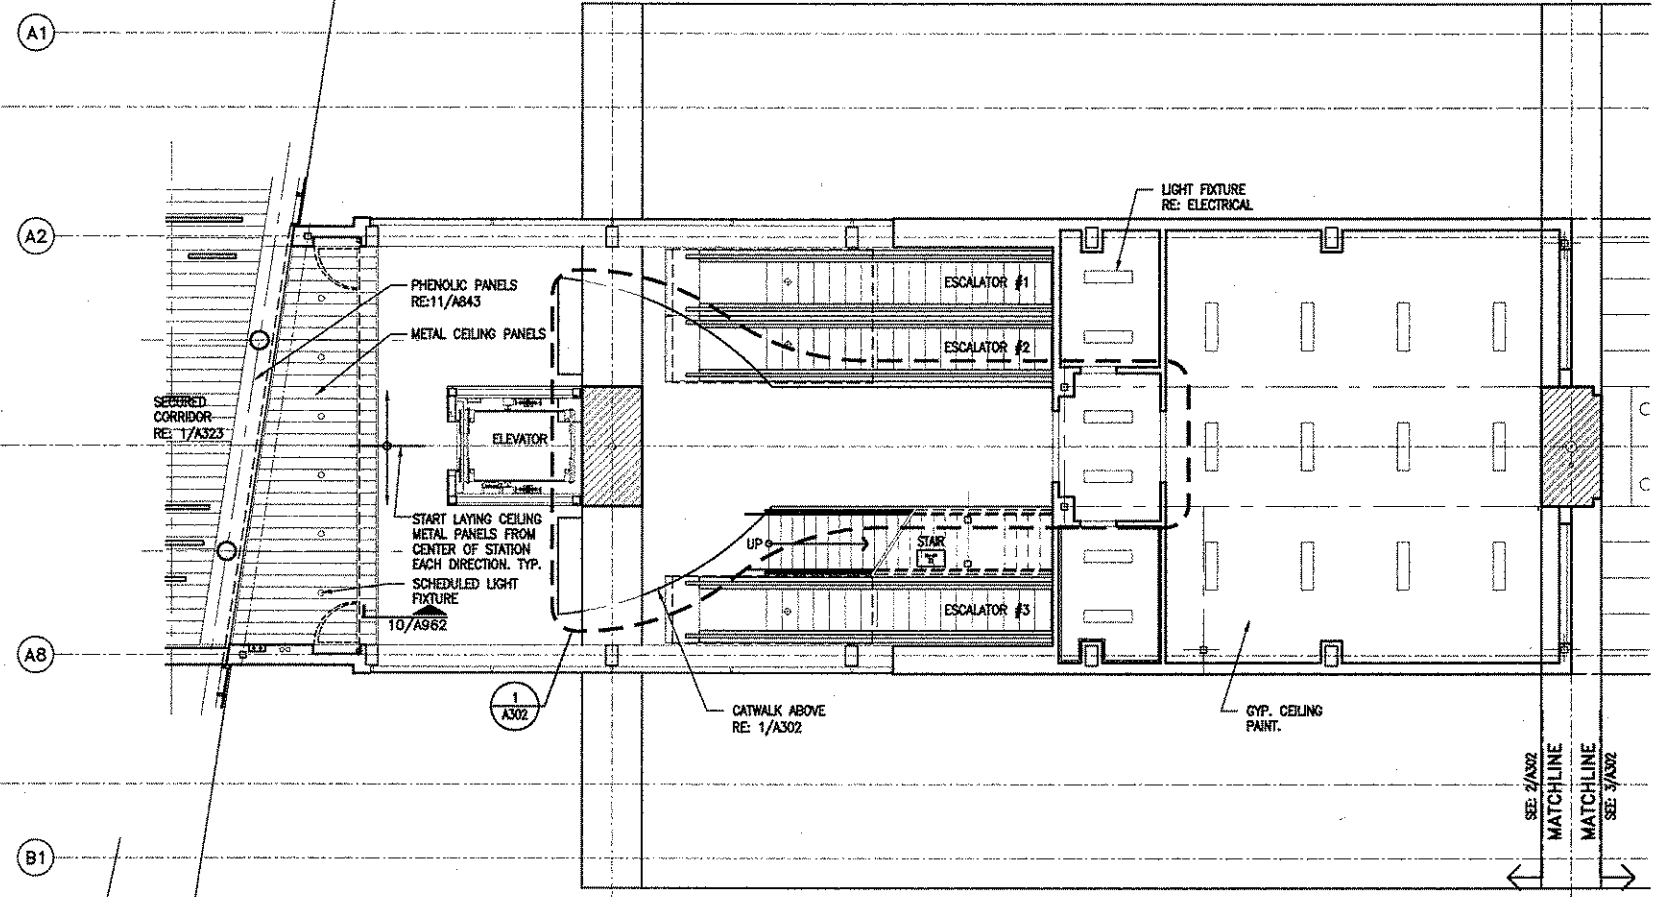 A1
LIGHT FIXTURE
RE: ELECTRICAL
A2
PHENOLIC PANELS
RE:11/A643
ESCALATOR #1
METAL CEILING PANELS
ESCALATOR #2
SECURED
CORRIDOR
RE: 1/A323
ELEVATOR
START LAYING CEILING
METAL PANELS FROM
CENTER OF STATION
EACH DIRECTION. TYP.
UP
STAIR
SCHEDULED LIGHT
FIXTURE
ESCALATOR #3
10/A962
A8
1
A302
CATWALK ABOVE
RE: 1/A302
GYP. CEILING
PAINT.
SEE: 2/A302
MATCHLINE
MATCHLINE
SEE: 3/A302
B1